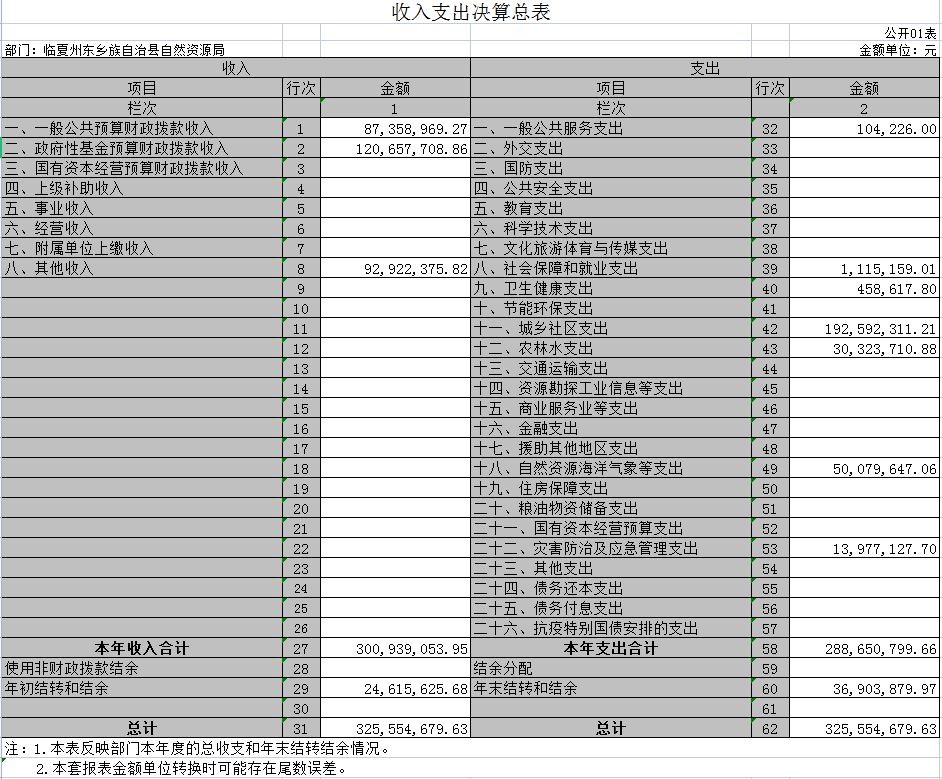 收入支出决算总表
公开01表
部门：临夏州东乡族自治县自然资源局 金额单位：元
收入 支出
项目 行次 金额 项目 行次 金额
栏次 1 栏次 2
一、一般公共预算财政拨款收入 1 87,358,969.27 一、一般公共服务支出 32 104,226.00
二、政府性基金预算财政拨款收入 2 120,657,708.86 二、外交支出 33
三、国有资本经营预算财政拨款收入 3 三、国防支出 34
四、上级补助收入 4 四、公共安全支出 35
五、事业收入 5 五、教育支出 36
六、经营收入 6 六、科学技术支出 37
七、附属单位上缴收入 7 七、文化旅游体育与传媒支出 38
八、其他收入 8 92,922,375.82 八、社会保障和就业支出 39 1,115,159.01
9 九、卫生健康支出 40 458,617.80
10 十、节能环保支出 41
11 十一、城乡社区支出 42 192,592,311.21
12 十二、农林水支出 43 30,323,710.88
13 十三、交通运输支出 44
14 十四、资源勘探工业信息等支出 45
15 十五、商业服务业等支出 46
16 十六、金融支出 47
17 十七、援助其他地区支出 48
18 十八、自然资源海洋气象等支出 49 50,079,647.06
19 十九、住房保障支出 50
20 二十、粮油物资储备支出 51
21 二十一、国有资本经营预算支出 52
22 二十二、灾害防治及应急管理支出 53 13,977,127.70
23 二十三、其他支出 54
24 二十四、债务还本支出 55
25 二十五、债务付息支出 56
26 二十六、抗疫特别国债安排的支出 57
本年收入合计 27 300,939,053.95 本年支出合计 58 288,650,799.66
使用非财政拨款结余 28 结余分配 59
年初结转和结余 29 24,615,625.68 年末结转和结余 60 36,903,879.97
30 61
总计 31 325,554,679.63 总计 62 325,554,679.63
注：1.本表反映部门本年度的总收支和年末结转结余情况。
2.本套报表金额单位转换时可能存在尾数误差。